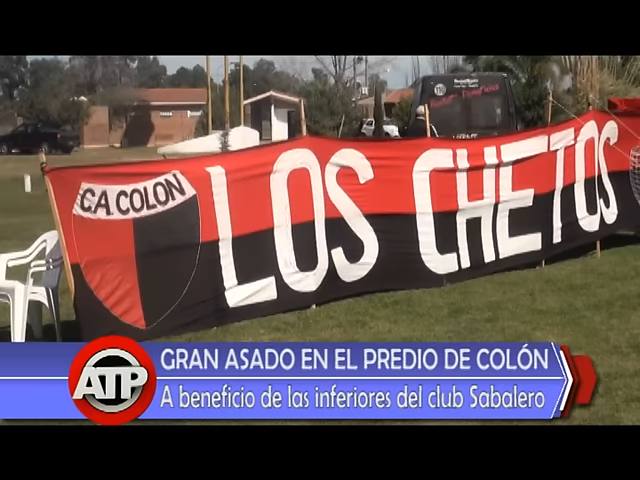 CA COLON
LOS CHETOS
ATP
GRAN ASADO EN EL PREDIO DE COLÓN
A beneficio de las inferiores del club Sabalero